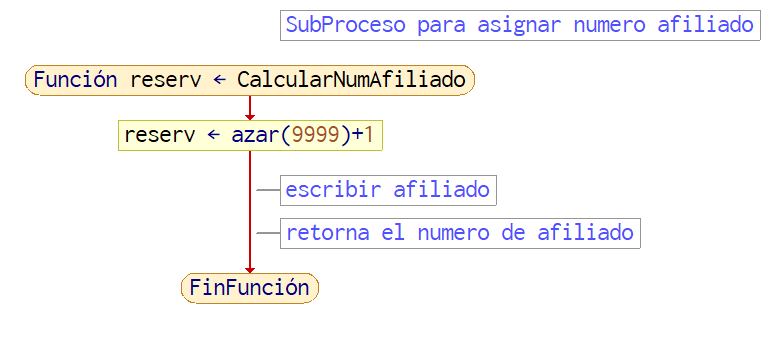 SubProceso para asignar numero afiliado
Función reserv ← CalcularNumAfiliado
reserv ← azar(9999)+1
escribir afiliado
retorna el numero de afiliado
FinFunción